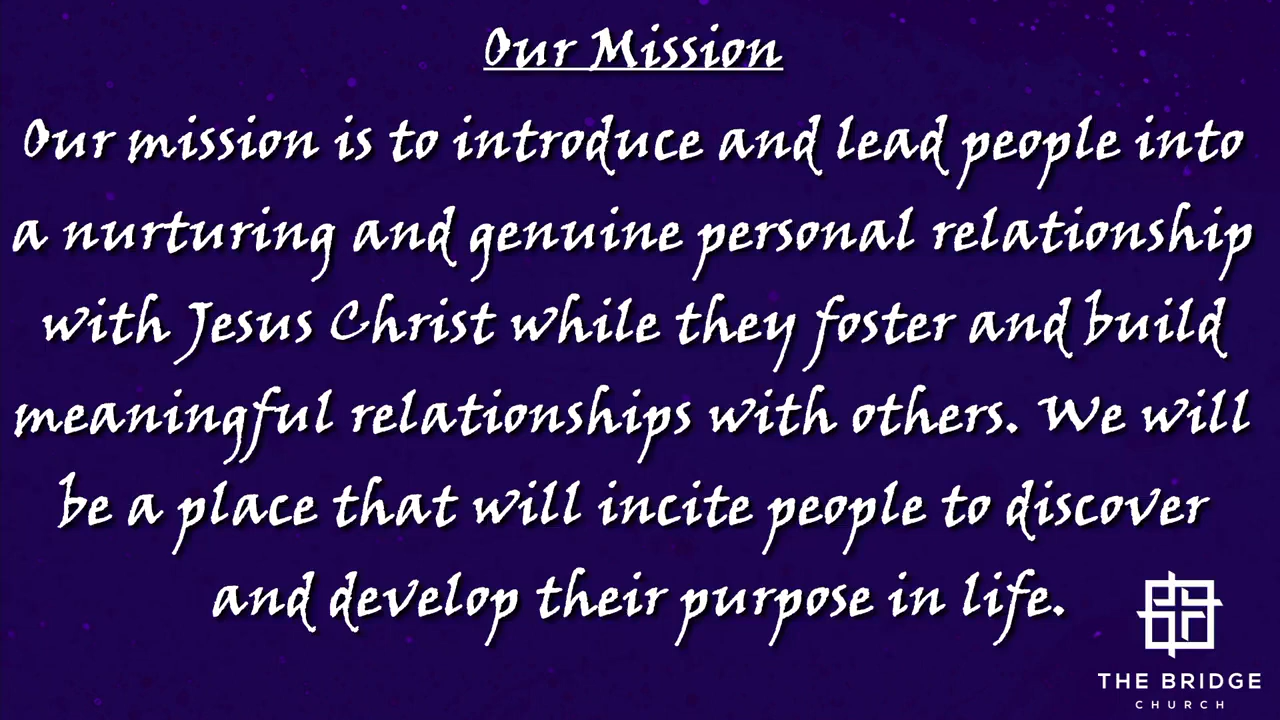 Our Mission
Our mission is to introduce and lead people into
a nurturing and genuine personal relationship
with Jesus Christ while they foster and build
meaningful relationships with others. We will
be a place that will incite people to discover
and develop their purpose in life.
THE BRIDGE
CHURCH